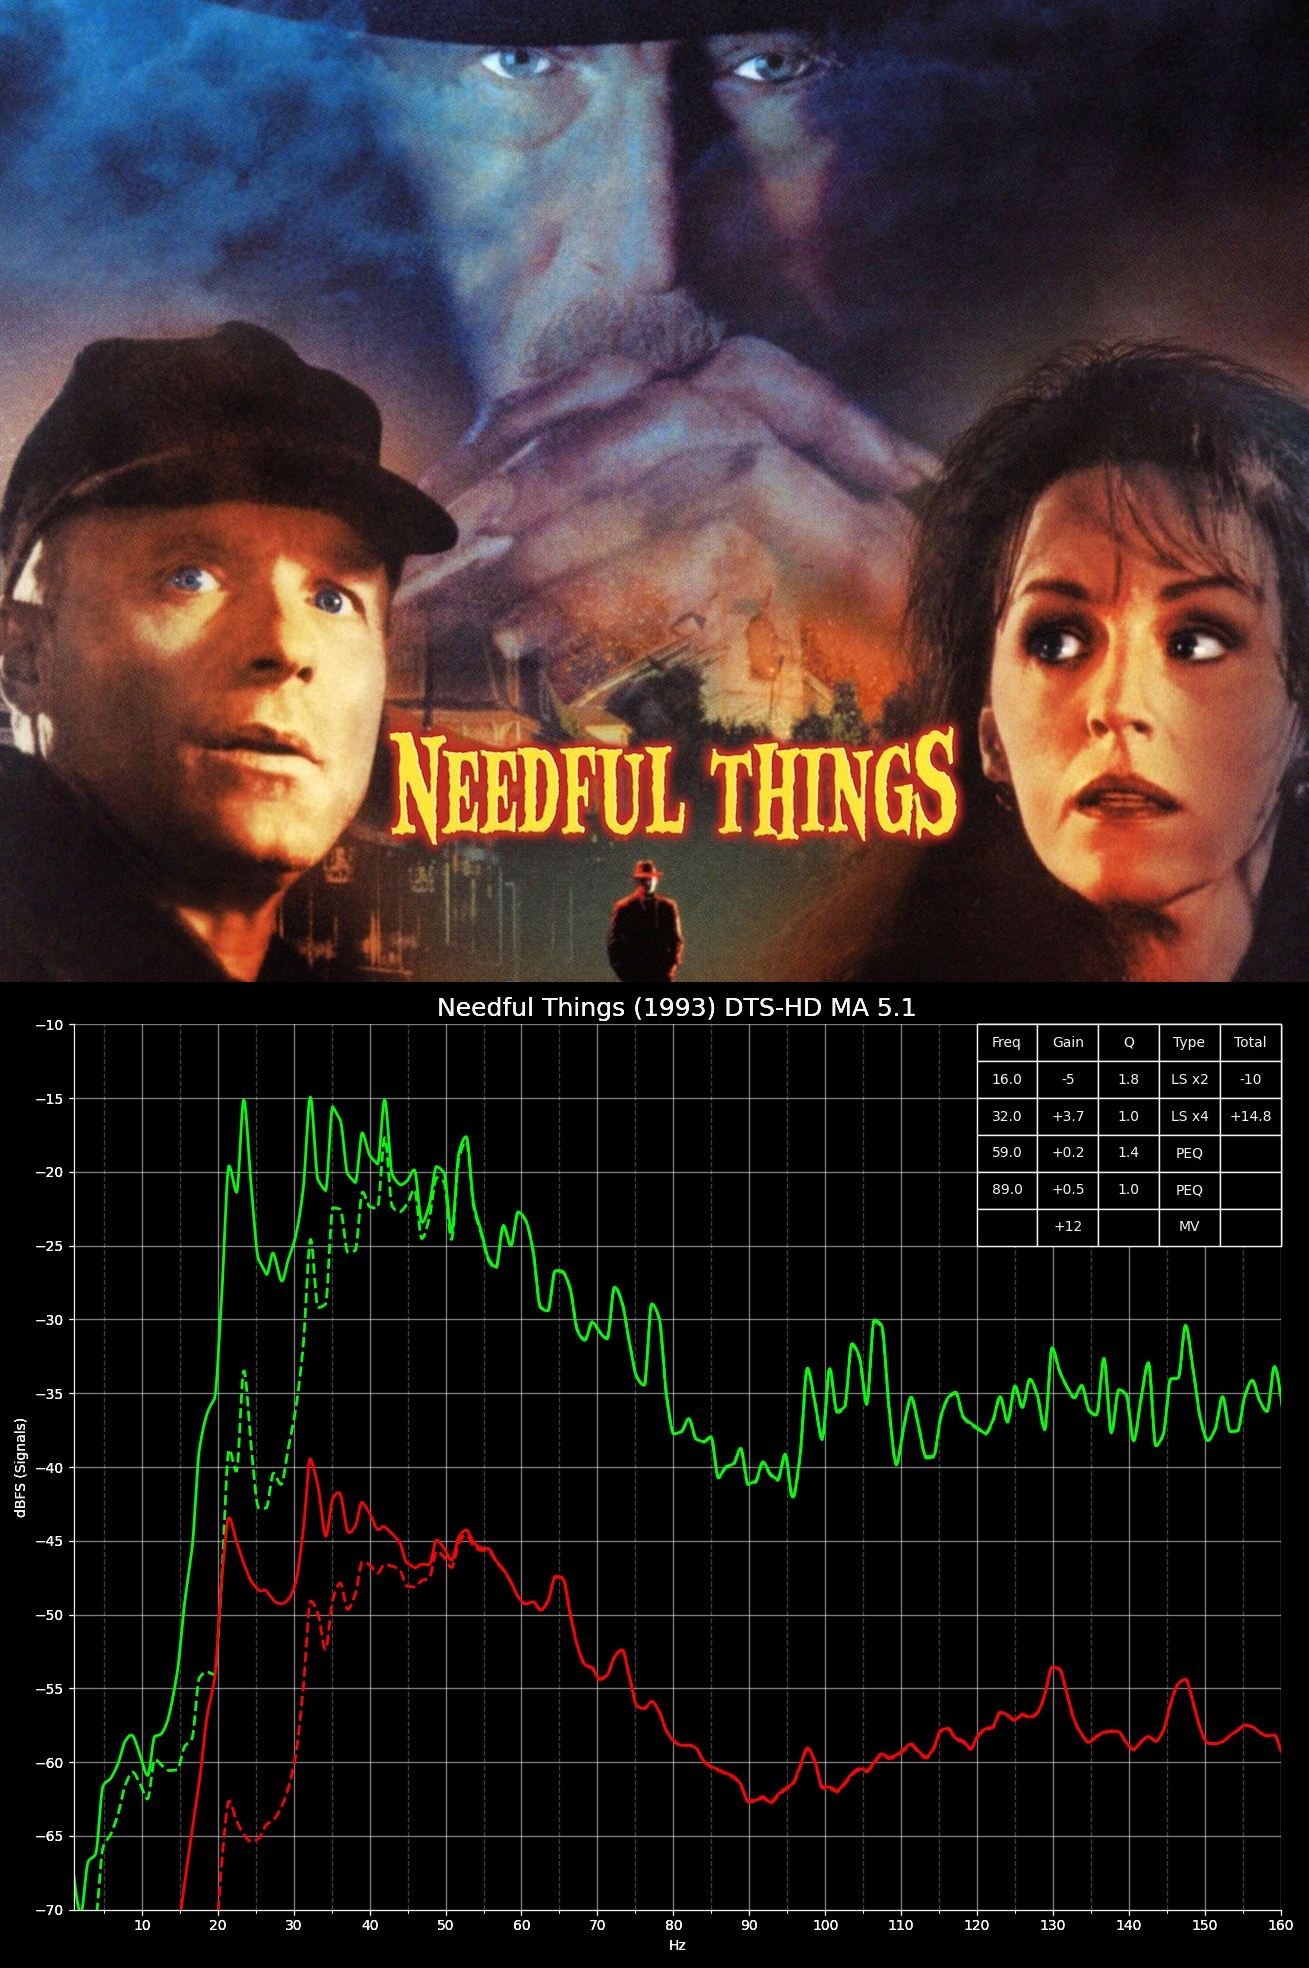 NEEDFUL THINGS
Needful Things (1993) DTS-HD MA 5.1
Freq Gain Q Type Total
16.0 -5 1.8 LS x2 -10
32.0 +3.7 1.0 LS x4 +14.8
59.0 +0.2 1.4 PEQ
89.0 +0.5 1.0 PEQ
+12 MV
−10
−15
−20
−25
−30
−35
−40
−45
−50
−55
−60
−65
−70
dBFS (Signals)
10 20 30 40 50 60 70 80 90 100 110 120 130 140 150 160
Hz